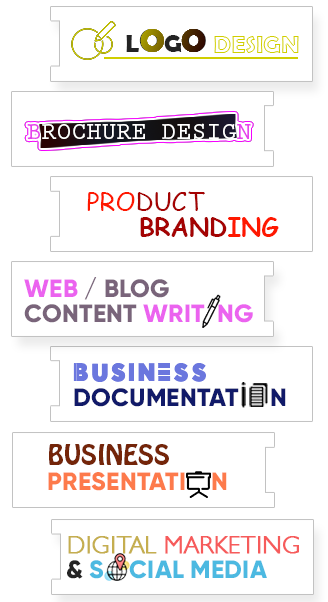 LOGO DESIGN
BROCHURE DESIGN
PRODUCT
BRANDING
WEB / BLOG
CONTENT WRITING
BUSINESS
DOCUMENTATION
BUSINESS
PRESENTATION
DIGITAL MARKETING
& SOCIAL MEDIA